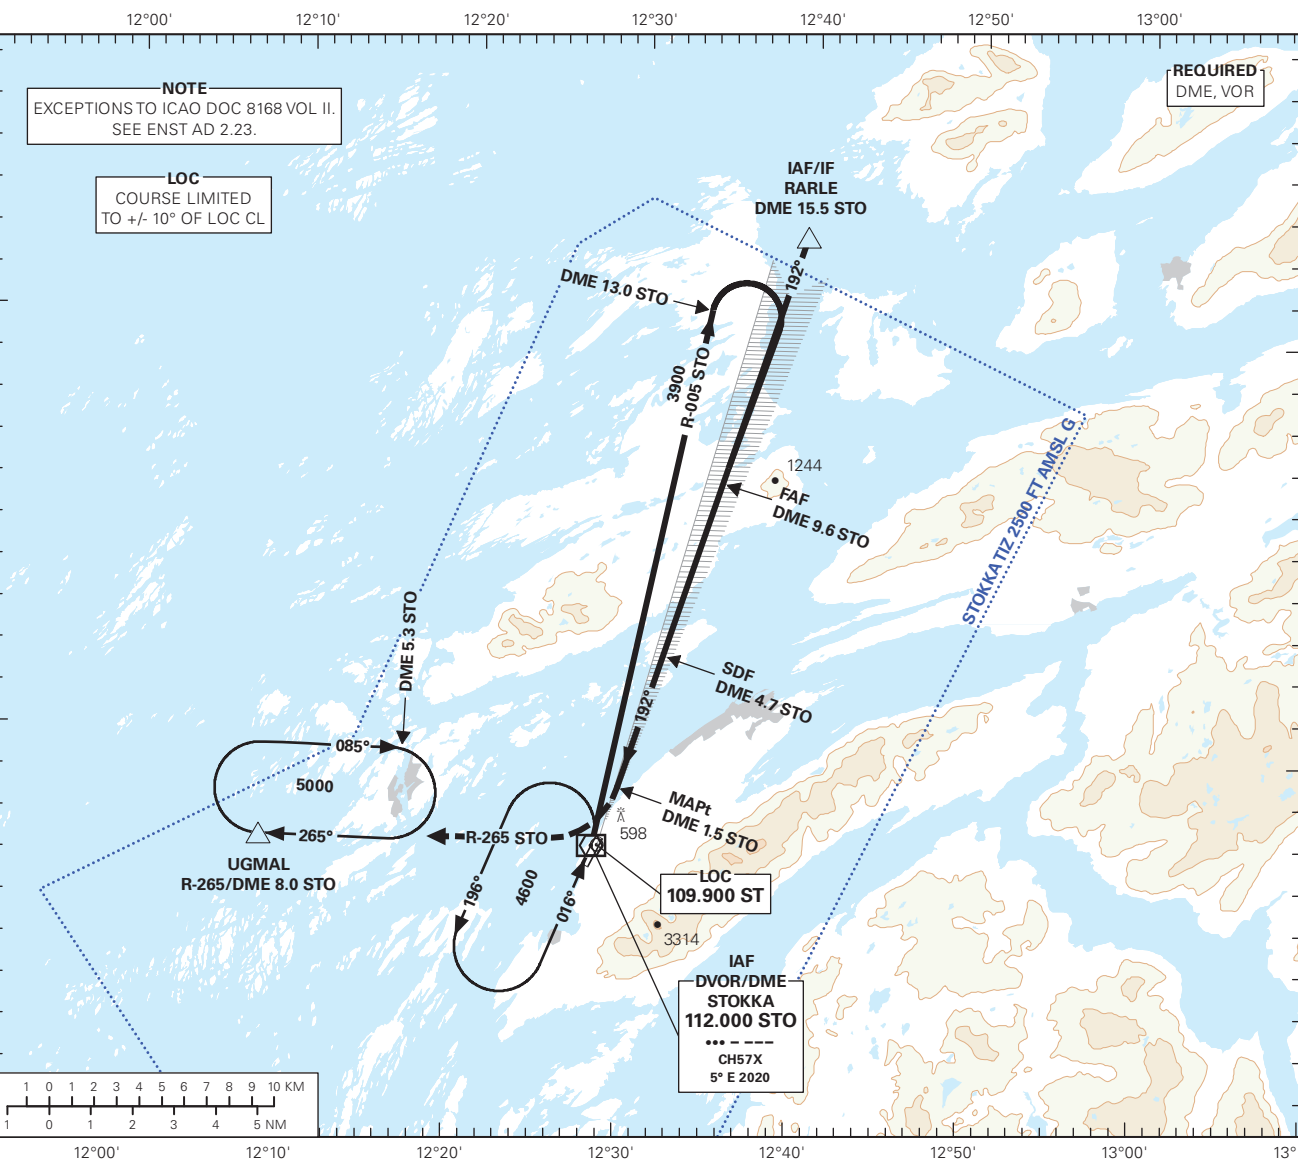 12°00'
12°10'
12°20'
12°30'
12°40'
12°50'
13°00'
NOTE
EXCEPTIONS TO ICAO DOC 8168 VOL II.
SEE ENST AD 2.23.
REQUIRED
DME, VOR
LOC
COURSE LIMITED
TO +/- 10° OF LOC CL
IAF/IF
RARLE
DME 15.5 STO
192°
DME 13.0 STO
3900
R-005 STO
1244
FAF
DME 9.6 STO
STOKKA TIZ 2500 FT AMSL G
DME 5.3 STO
SDF
DME 4.7 STO
192°
085°
5000
265°
UGMAL
R-265/DME 8.0 STO
R-265 STO
MAPt
DME 1.5 STO
598
196°
4600
016°
LOC
109.900 ST
3314
IAF
DVOR/DME
STOKKA
112.000 STO
CH57X
5° E 2020
1 0 1 2 3 4 5 6 7 8 9 10 KM
1 0 1 2 3 4 5 NM
12°00'
12°10'
12°20'
12°30'
12°40'
12°50'
13°00'
13°